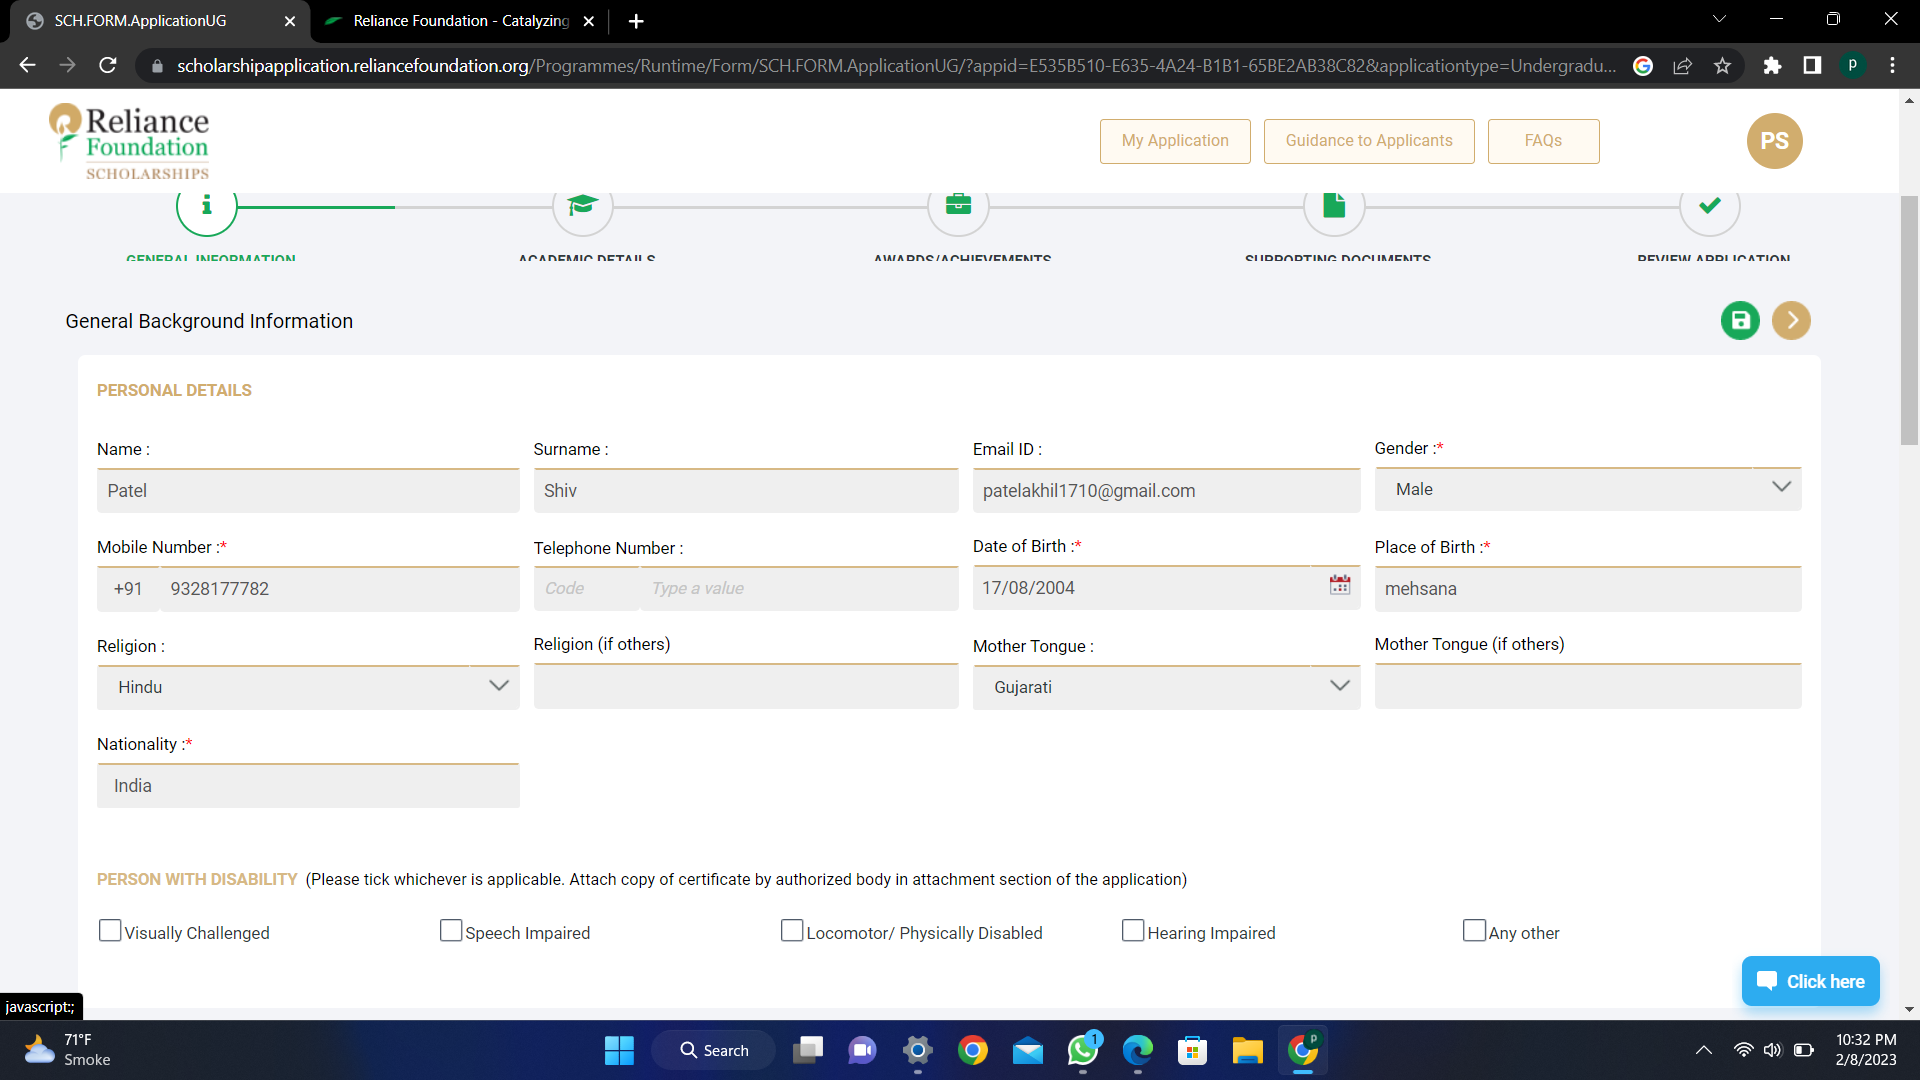 SCH.FORM.ApplicationUG
Reliance Foundation - Catalyzing
scholarshipapplication.reliancefoundation.org/Programmes/Runtime/Form/SCH.FORM.ApplicationUG/?appid=E535B510-E635-4A24-B1B1-65BE2AB38C82&applicationtype=Undergradu...
P
Reliance
Foundation
SCHOLARSHIPS
My Application
Guidance to Applicants
FAQs
PS
GENERAL INFORMATION
ACADEMIC DETAILS
AWARDS/ACHIEVEMENTS
SUPPORTING DOCUMENTS
REVIEW APPLICATION
General Background Information
PERSONAL DETAILS
Name :
Surname :
Email ID :
Gender :*
Patel
Shiv
patelakhil1710@gmail.com
Male
Mobile Number :*
Telephone Number :
Date of Birth :*
Place of Birth :*
+91
9328177782
Code
Type a value
17/08/2004
mehsana
Religion :
Religion (if others)
Mother Tongue :
Mother Tongue (if others)
Hindu
Gujarati
Nationality :*
India
PERSON WITH DISABILITY (Please tick whichever is applicable. Attach copy of certificate by authorized body in attachment section of the application)
Visually Challenged
Speech Impaired
Locomotor/ Physically Disabled
Hearing Impaired
Any other
Click here
javascript:;
71°F
Smoke
Search
1
P
10:32 PM
2/8/2023